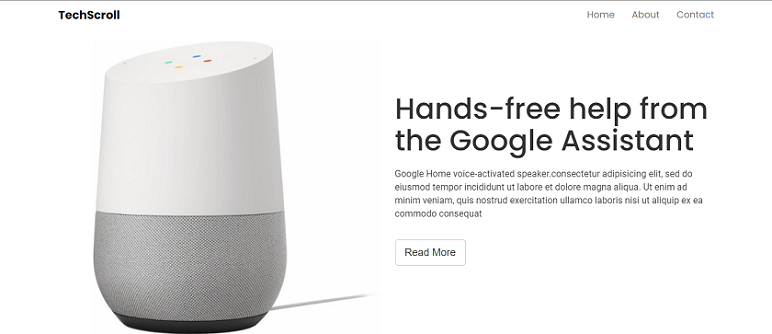 TechScroll
Home About Contact
Hands-free help from
the Google Assistant
Google Home voice-activated speaker.consectetur adipisicing elit, sed do
eiusmod tempor incididunt ut labore et dolore magna aliqua. Ut enim ad
minim veniam, quis nostrud exercitation ullamco laboris nisi ut aliquip ex ea
commodo consequat
Read More